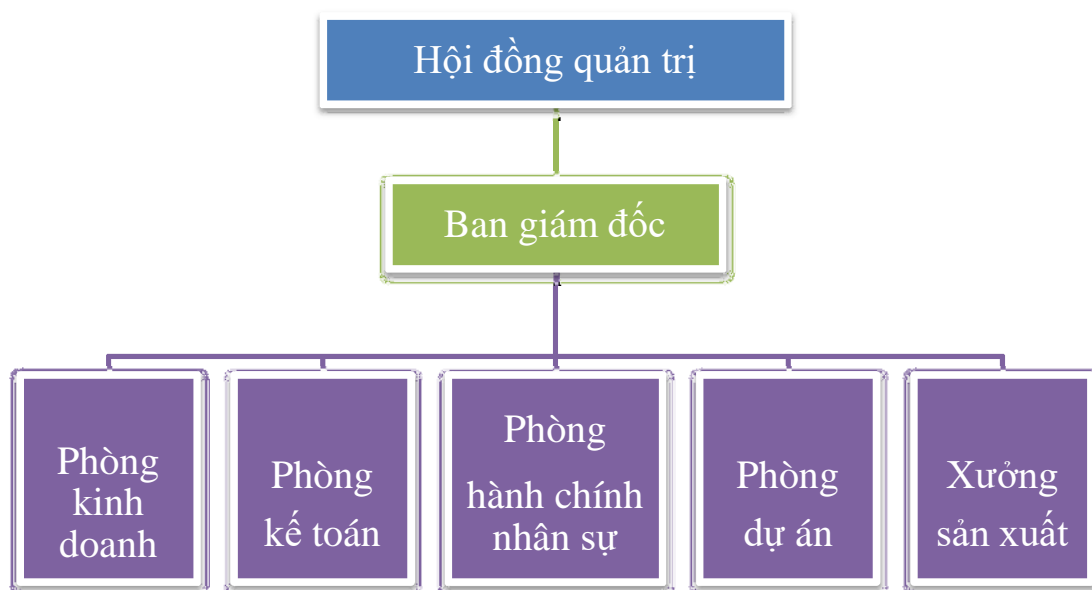 Hội đồng quản trị
Ban giám đốc
Phòng
kinh
doanh
Phòng
kế toán
Phòng
hành chính
nhân sự
Phòng
dự án
Xưởng
sản xuất